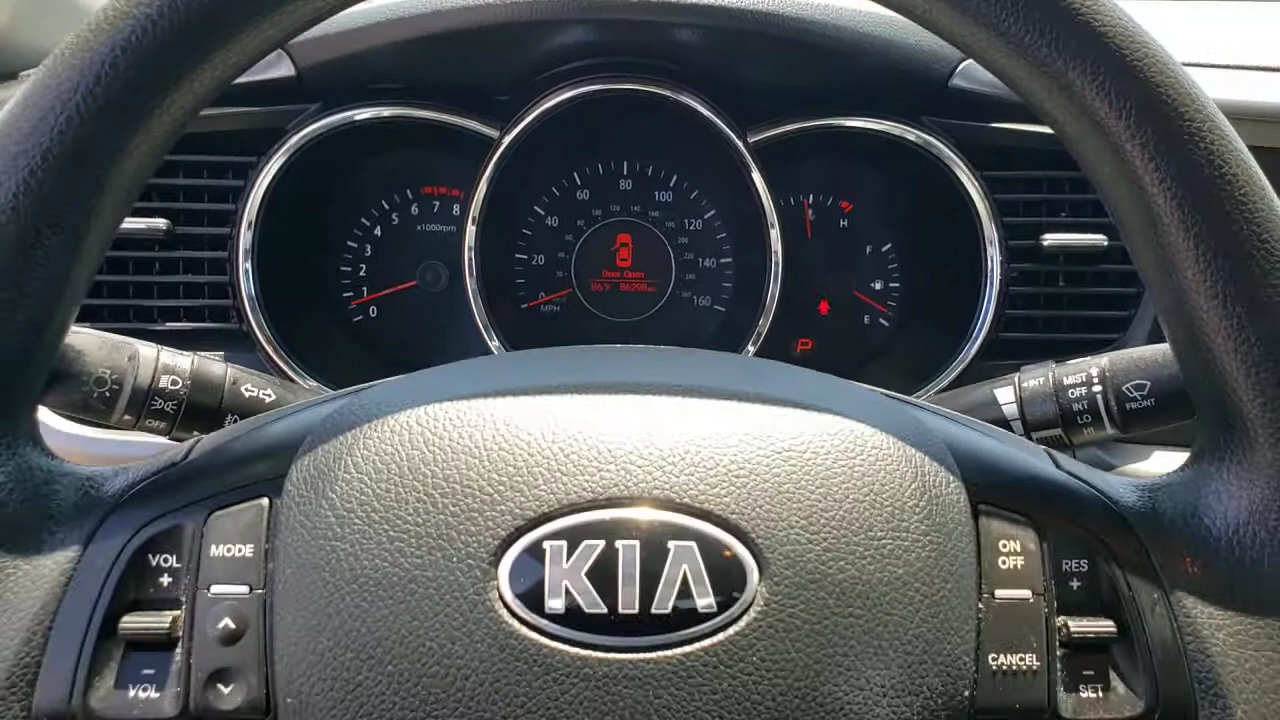 0
1
2
3
4
5
6
7
8
x1000rpm
0
20
40
60
80
100
120
140
160
MPH
Door Open
86°F 86298mi
H
F
E
P
OFF
INT
MIST
OFF
INT
LO
HI
FRONT
VOL
+
MODE
-
VOL
KIA
ON
OFF
RES
+
CANCEL
-
SET